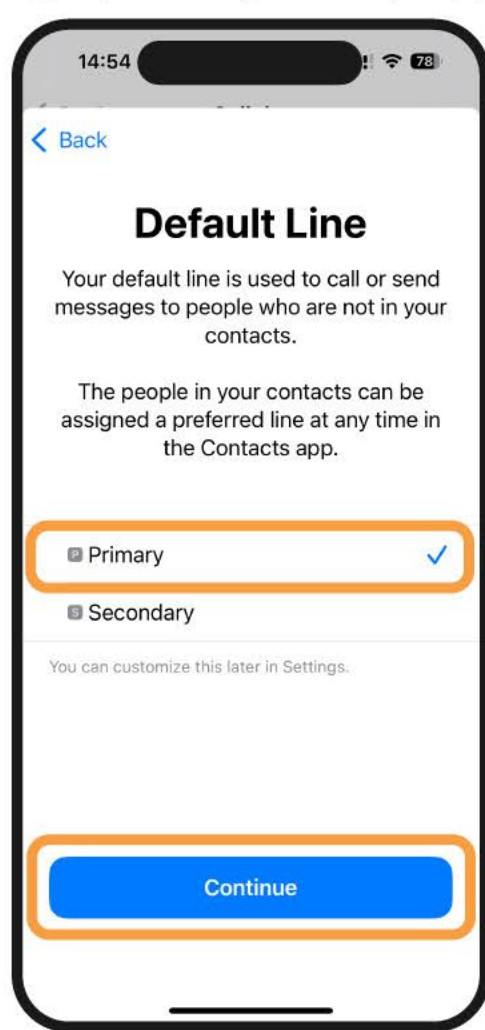 14:54
78
Back
Default Line
Your default line is used to call or send
messages to people who are not in your
contacts.
The people in your contacts can be
assigned a preferred line at any time in
the Contacts app.
P Primary
S Secondary
You can customize this later in Settings.
Continue